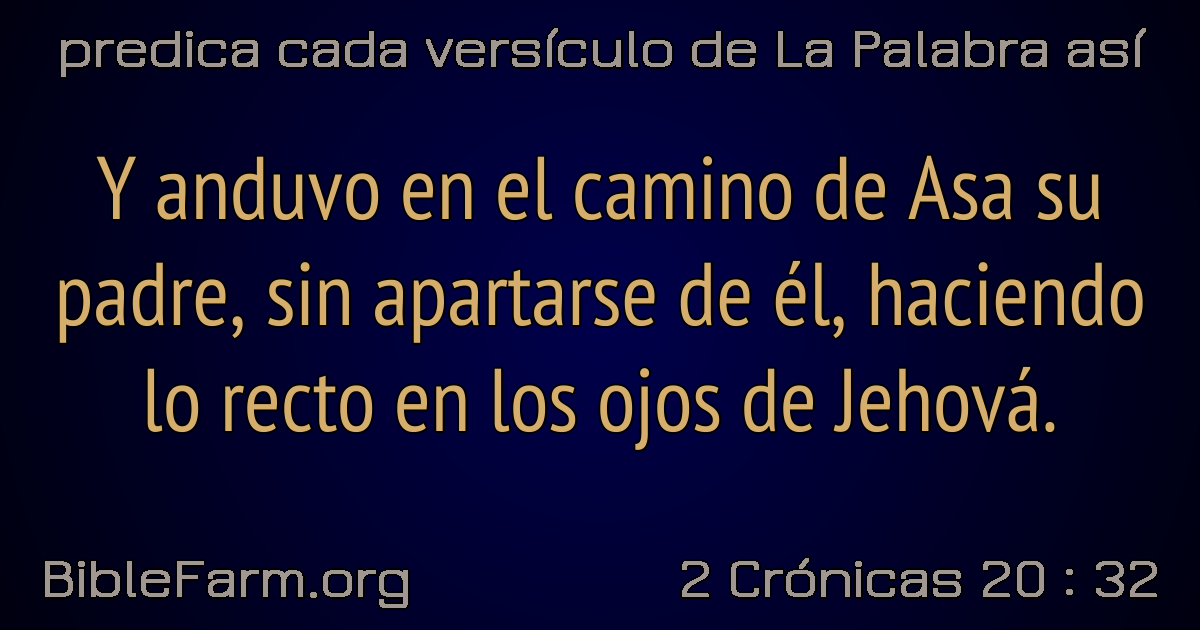 predica cada versículo de La Palabra así
Y anduvo en el camino de Asa su
padre, sin apartarse de él, haciendo
lo recto en los ojos de Jehová.
BibleFarm.org
2 Crónicas 20 : 32